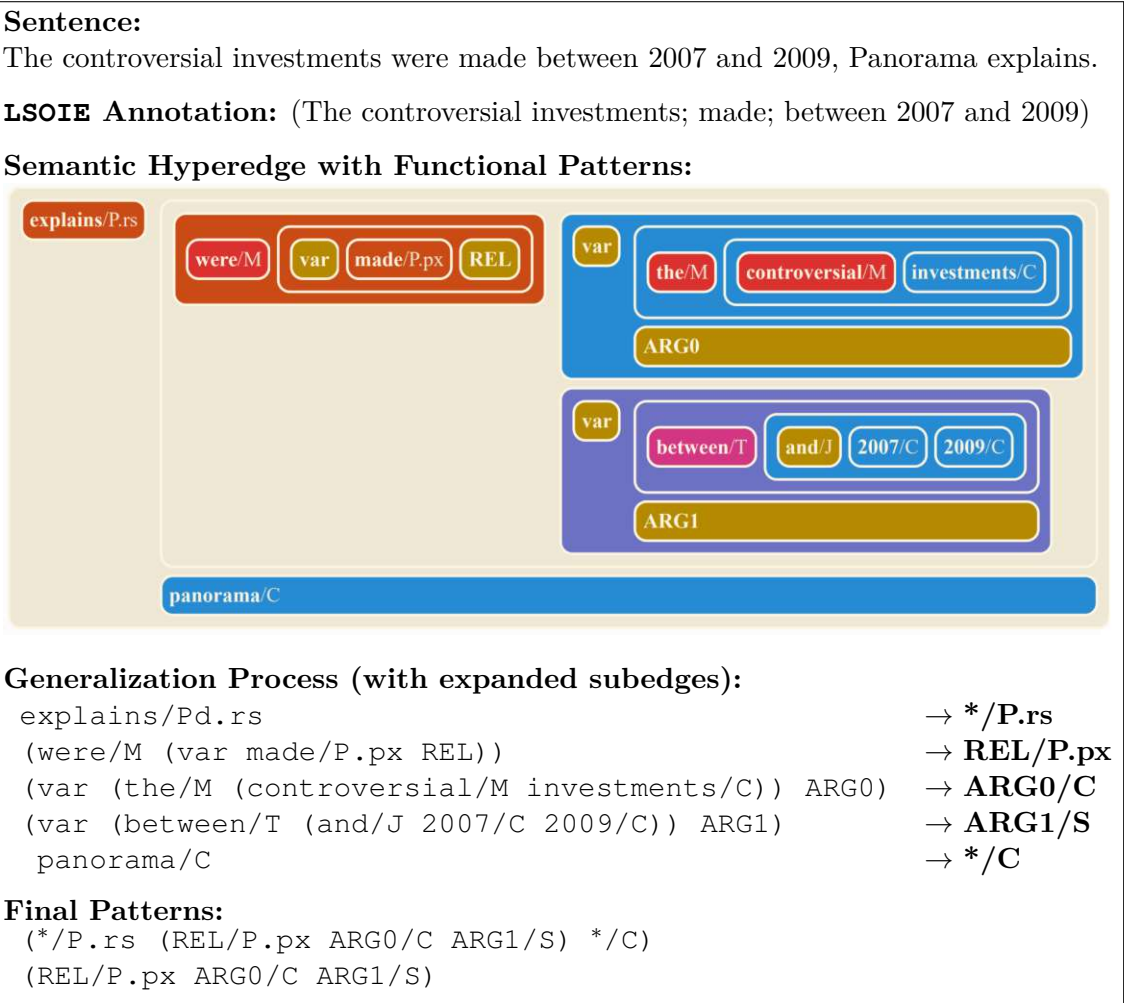 Sentence:
The controversial investments were made between 2007 and 2009, Panorama explains.
LSOIE Annotation: (The controversial investments; made; between 2007 and 2009)
Semantic Hyperedge with Functional Patterns:
explains/P.rs
were/M var made/P.px REL
var the/M controversial/M investments/C
ARG0
var between/T and/J 2007/C 2009/C
ARG1
panorama/C
Generalization Process (with expanded subedges):
explains/Pd.rs → */P.rs
(were/M (var made/P.px REL)) → REL/P.px
(var (the/M (controversial/M investments/C)) ARG0) → ARG0/C
(var (between/T (and/J 2007/C 2009/C)) ARG1) → ARG1/S
panorama/C → */C
Final Patterns:
(*/P.rs (REL/P.px ARG0/C ARG1/S) */C)
(REL/P.px ARG0/C ARG1/S)